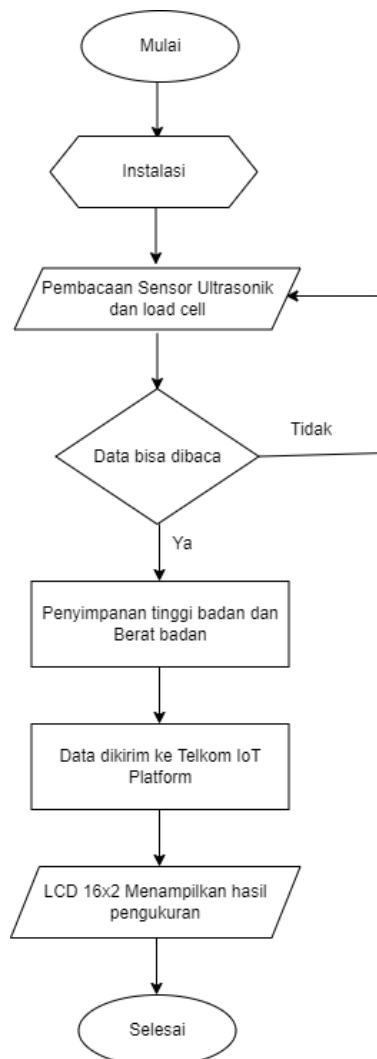 Mulai
Instalasi
Pembacaan Sensor Ultrasonik
dan load cell
Data bisa dibaca
Tidak
Ya
Penyimpanan tinggi badan dan
Berat badan
Data dikirim ke Telkom IoT
Platform
LCD 16x2 Menampilkan hasil
pengukuran
Selesai